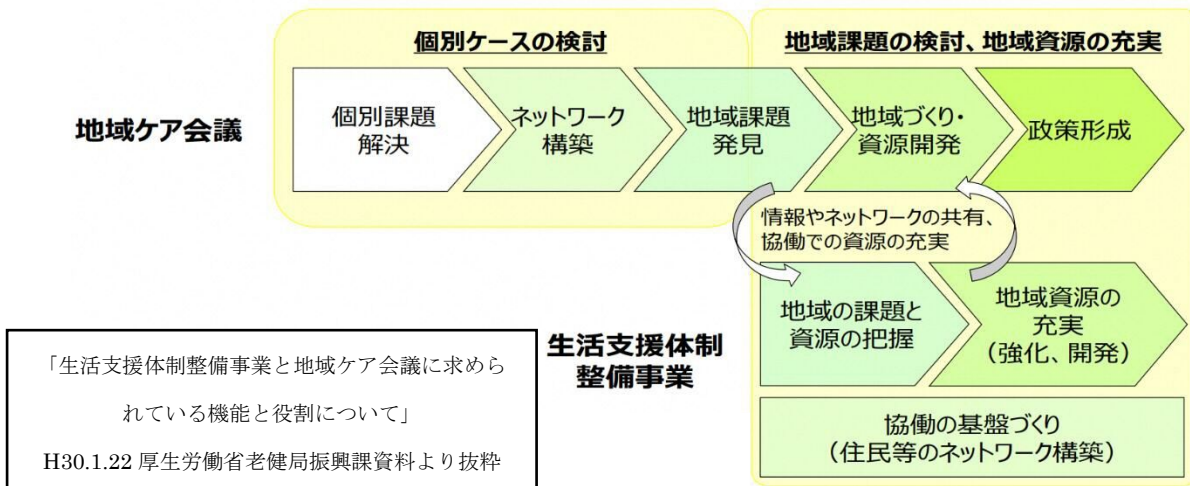 個別ケースの検討
地域課題の検討、地域資源の充実
地域ケア会議
個別課題
解決
ネットワーク
構築
地域課題
発見
地域づくり・
資源開発
政策形成
情報やネットワークの共有、
協働での資源の充実
生活支援体制
整備事業
地域の課題と
資源の把握
地域資源の
充実
（強化、開発）
協働の基盤づくり
（住民等のネットワーク構築）
「生活支援体制整備事業と地域ケア会議に求めら
れている機能と役割について」
H30.1.22 厚生労働省老健局振興課資料より抜粋